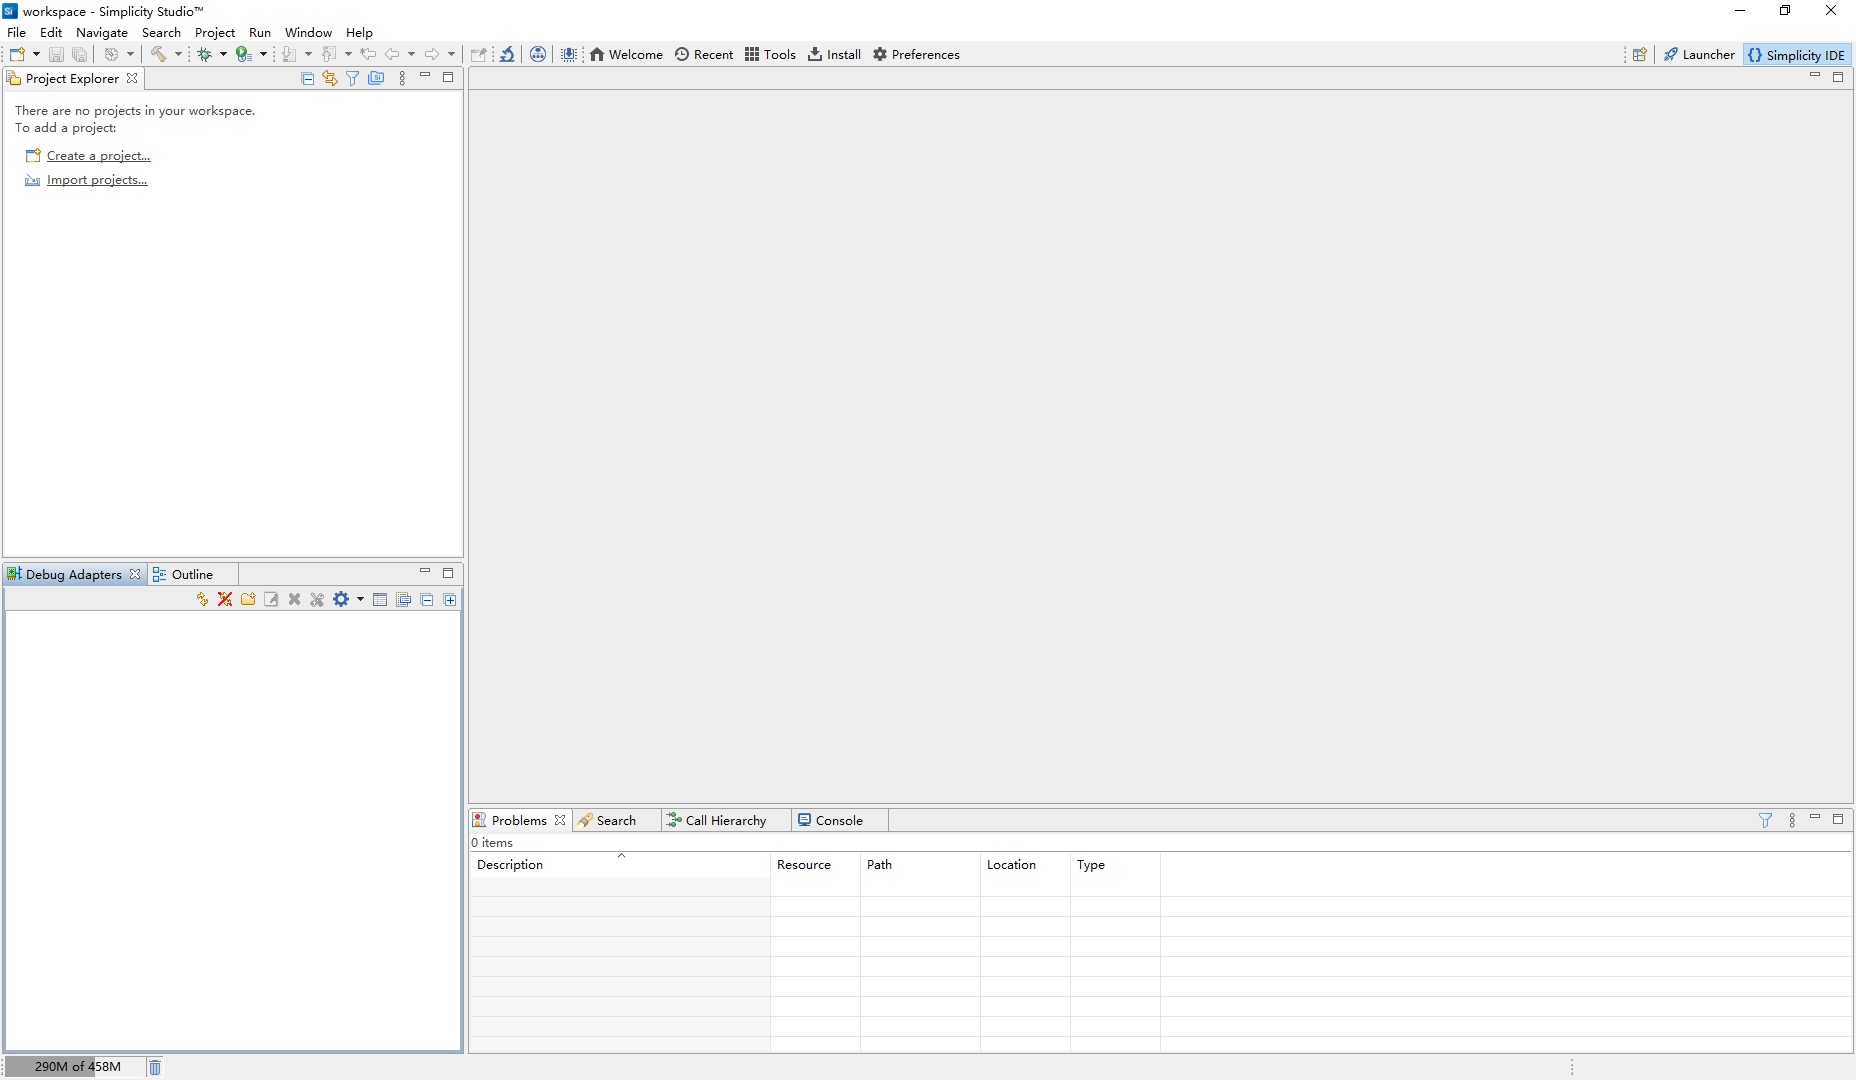 workspace - Simplicity Studio™
File Edit Navigate Search Project Run Window Help
Welcome Recent Tools Install Preferences Launcher Simplicity IDE
Project Explorer
There are no projects in your workspace.
To add a project:
Create a project...
Import projects...
Debug Adapters Outline
Problems Search Call Hierarchy Console
0 items
Description Resource Path Location Type
290M of 458M